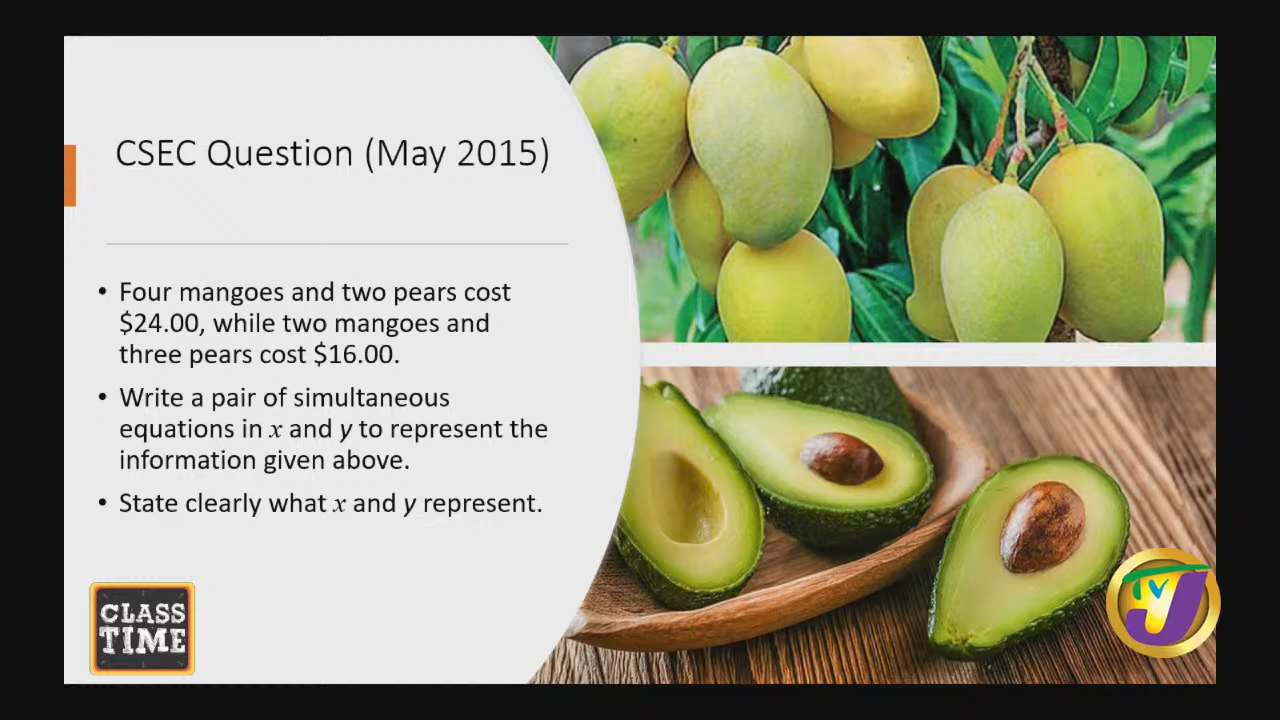 CSEC Question (May 2015)
• Four mangoes and two pears cost
$24.00, while two mangoes and
three pears cost $16.00.
• Write a pair of simultaneous
equations in x and y to represent the
information given above.
• State clearly what x and y represent.
CLASS
TIME
TVJ